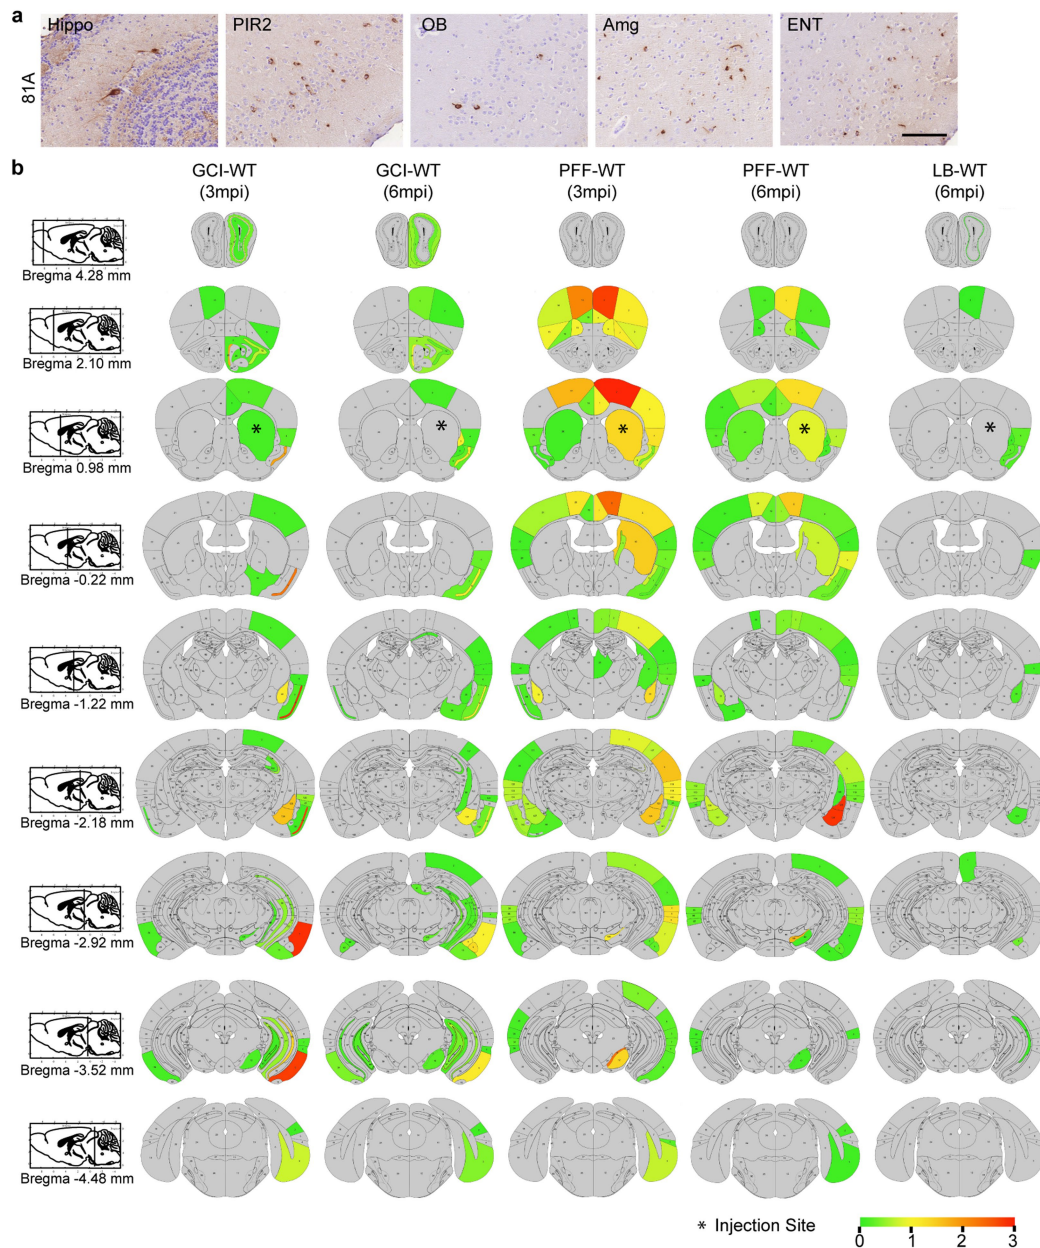 a
Hippo
PIR2
OB
Amg
ENT
81A
b
GCI-WT
(3mpi)
GCI-WT
(6mpi)
PFF-WT
(3mpi)
PFF-WT
(6mpi)
LB-WT
(6mpi)
Bregma 4.28 mm
Bregma 2.10 mm
Bregma 0.98 mm
*
*
*
*
*
Bregma -0.22 mm
Bregma -1.22 mm
Bregma -2.18 mm
Bregma -2.92 mm
Bregma -3.52 mm
Bregma -4.48 mm
* Injection Site
0
1
2
3